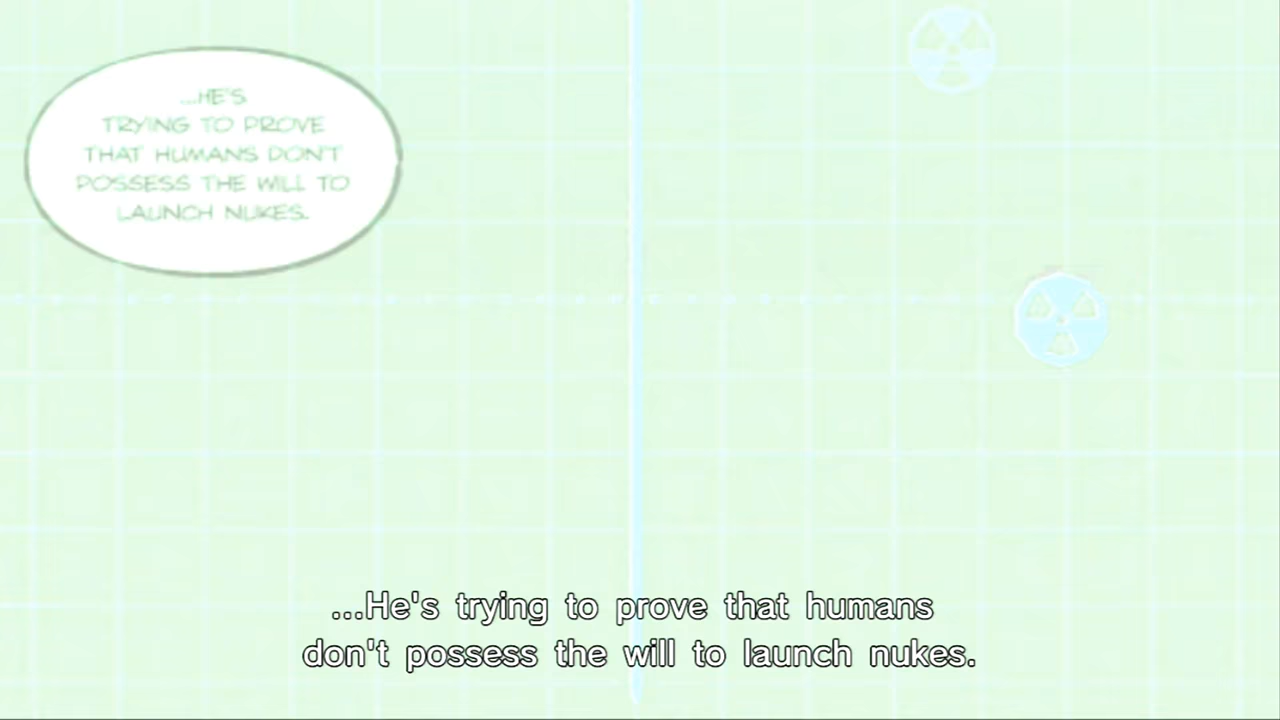 ...HE'S
TRYING TO PROVE
THAT HUMANS DON'T
POSSESS THE WILL TO
LAUNCH NUKES.
...He's trying to prove that humans
don't possess the will to launch nukes.